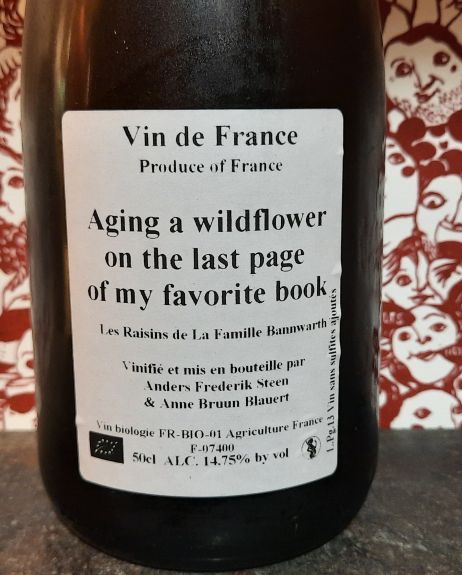 Vin de France
Produce of France
Aging a wildflower
on the last page
of my favorite book
Les Raisins de La Famille Bannwarth
Vinifié et mis en bouteille par
Anders Frederik Steen
& Anne Bruun Blauert
Vin biologie FR-BIO-01 Agriculture France
F-07400
50cl ALC. 14.75% by vol
L.Pg.13 Vin sans sulfites ajoutés